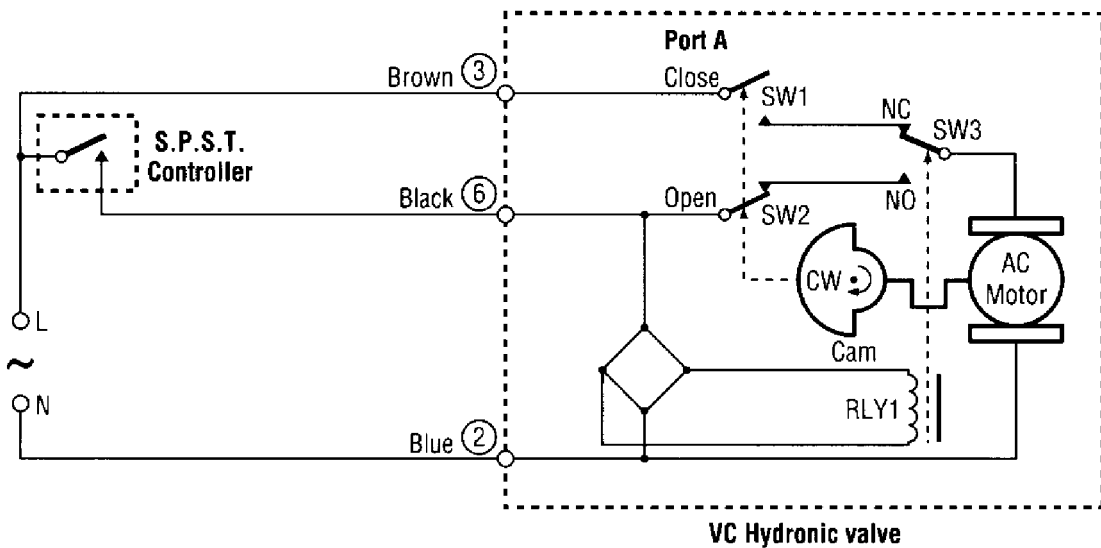 Port A
Brown ③
Close
SW1
NC
SW3
S.P.S.T.
Controller
Black ⑥
Open
SW2
NO
CW
AC
Motor
Cam
L
~
N
RLY1
Blue ②
VC Hydronic valve